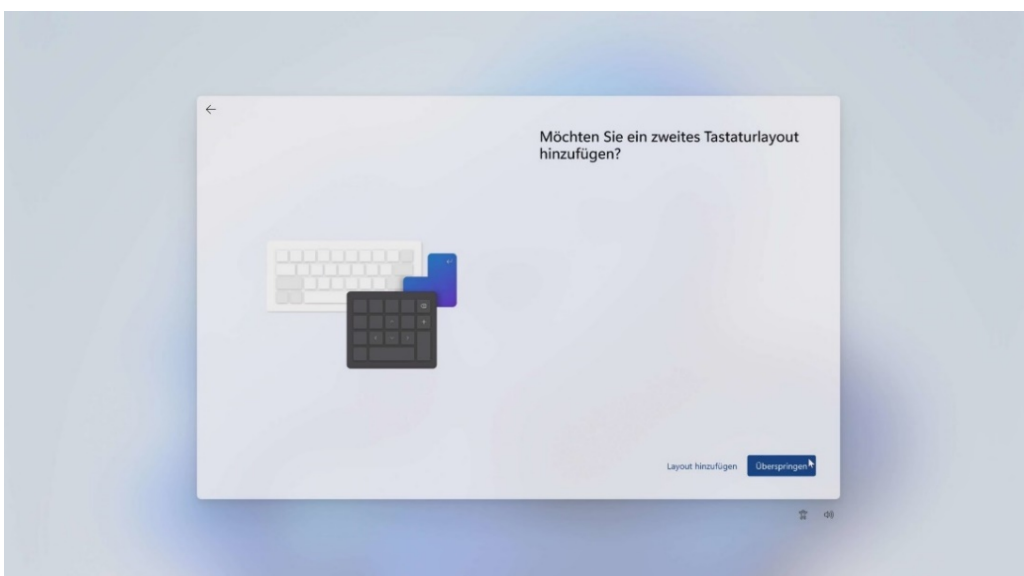 Möchten Sie ein zweites Tastaturlayout
hinzufügen?
Layout hinzufügen
Überspringen